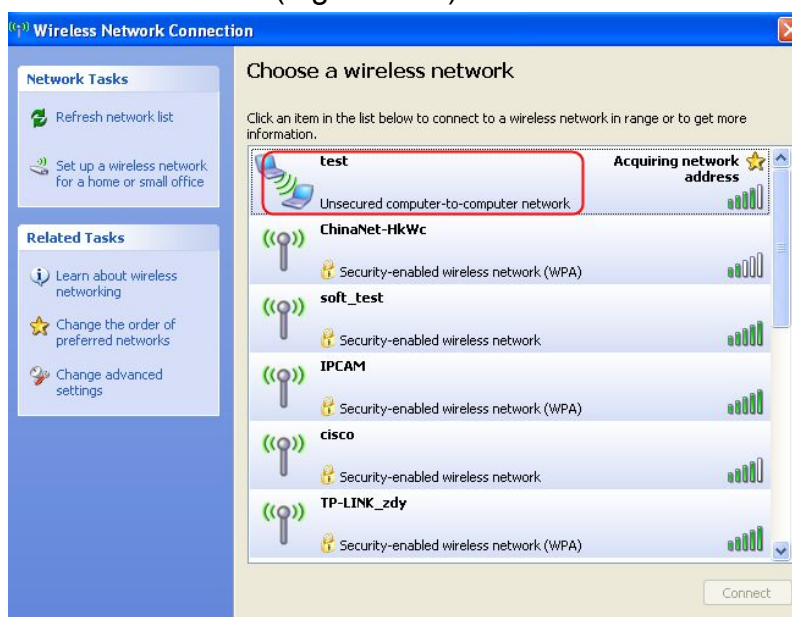 Wireless Network Connection
Network Tasks
Refresh network list
Set up a wireless network
for a home or small office
Related Tasks
Learn about wireless
networking
Change the order of
preferred networks
Change advanced
settings
Choose a wireless network
Click an item in the list below to connect to a wireless network in range or to get more
information.
test
Acquiring network
address
Unsecured computer-to-computer network
ChinaNet-HkWc
Security-enabled wireless network (WPA)
soft_test
Security-enabled wireless network
IPCAM
Security-enabled wireless network (WPA)
cisco
Security-enabled wireless network
TP-LINK_zdy
Security-enabled wireless network (WPA)
Connect